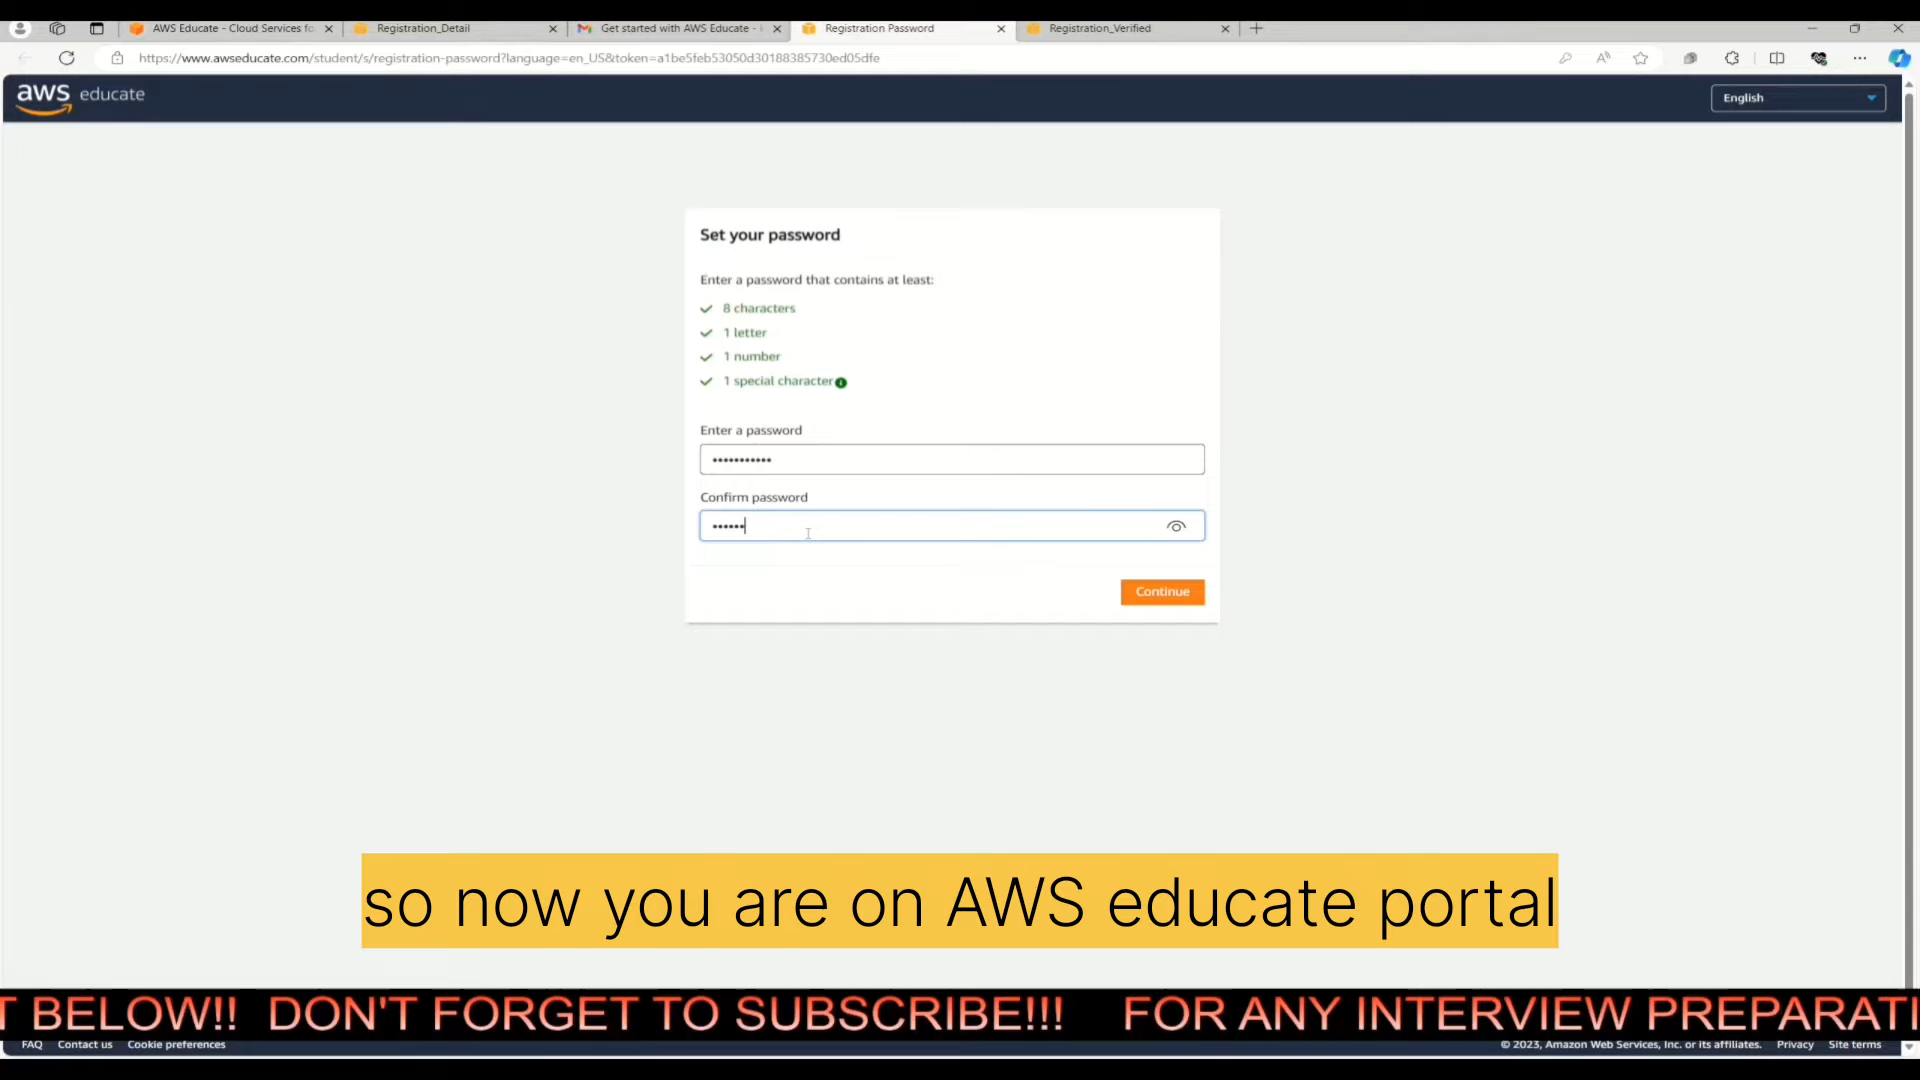 AWS Educate - Cloud Services fo
Registration_Detail
Get started with AWS Educate -
Registration Password
Registration_Verified
https://www.awseducate.com/student/s/registration-password?language=en_US&token=a1be5feb53050d30188385730ed05dfe
aws educate
English
Set your password
Enter a password that contains at least:
8 characters
1 letter
1 number
1 special character
Enter a password
•••••••••••
Confirm password
••••••
Continue
so now you are on AWS educate portal
T BELOW!! DON'T FORGET TO SUBSCRIBE!!! FOR ANY INTERVIEW PREPARATI
FAQ Contact us Cookie preferences
© 2023, Amazon Web Services, Inc. or its affiliates. Privacy Site terms